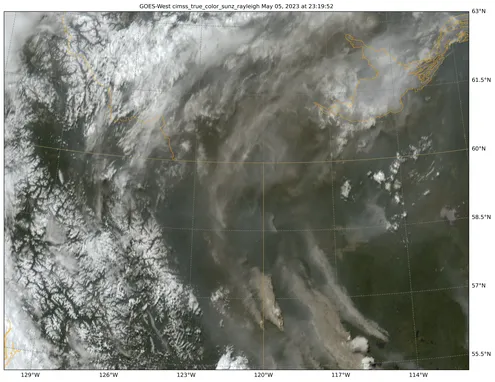 GOES-West cimss_true_color_sunz_rayleigh May 05, 2023 at 23:19:52
63°N
61.5°N
60°N
58.5°N
57°N
55.5°N
129°W
126°W
123°W
120°W
117°W
114°W